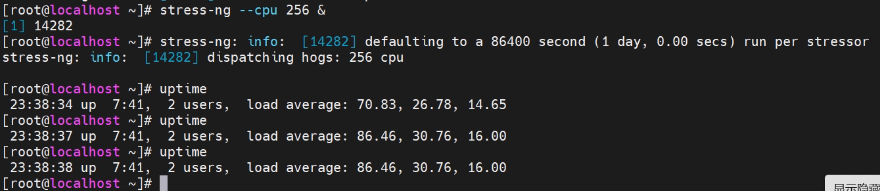 [root@localhost ~]# stress-ng --cpu 256 &
[1] 14282
[root@localhost ~]# stress-ng: info:  [14282] defaulting to a 86400 second (1 day, 0.00 secs) run per stressor
stress-ng: info:  [14282] dispatching hogs: 256 cpu

[root@localhost ~]# uptime
 23:38:34 up  7:41,  2 users,  load average: 70.83, 26.78, 14.65
[root@localhost ~]# uptime
 23:38:37 up  7:41,  2 users,  load average: 86.46, 30.76, 16.00
[root@localhost ~]# uptime
 23:38:38 up  7:41,  2 users,  load average: 86.46, 30.76, 16.00
[root@localhost ~]#
显示隐藏